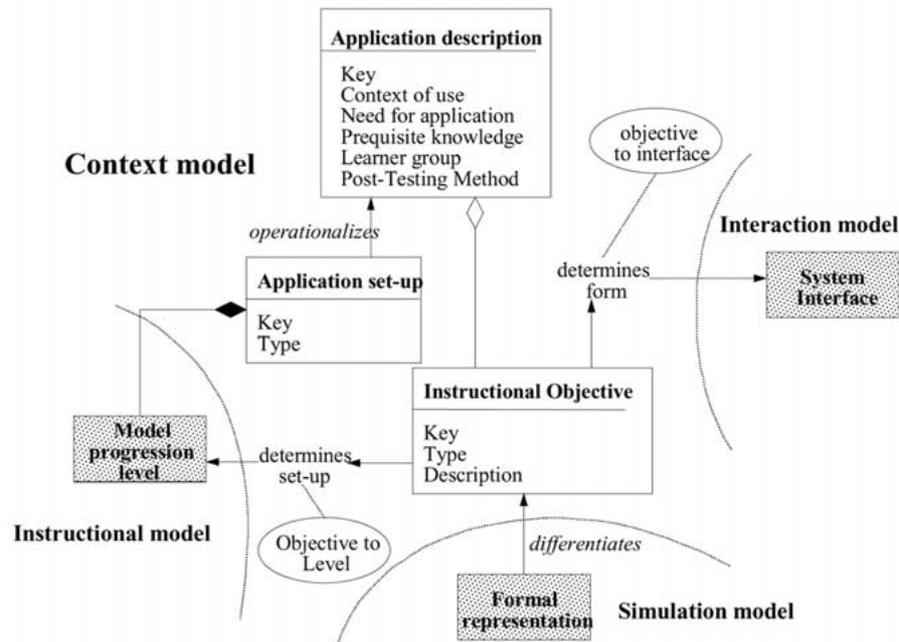 Application description
Key
Context of use
Need for application
Prequisite knowledge
Learner group
Post-Testing Method
Context model
objective
to interface
operationalizes
Interaction model
Application set-up
Key
Type
determines
form
System
Interface
Instructional Objective
Key
Type
Description
Model
progression
level
determines
set-up
Instructional model
Objective to
Level
differentiates
Formal
representation
Simulation model